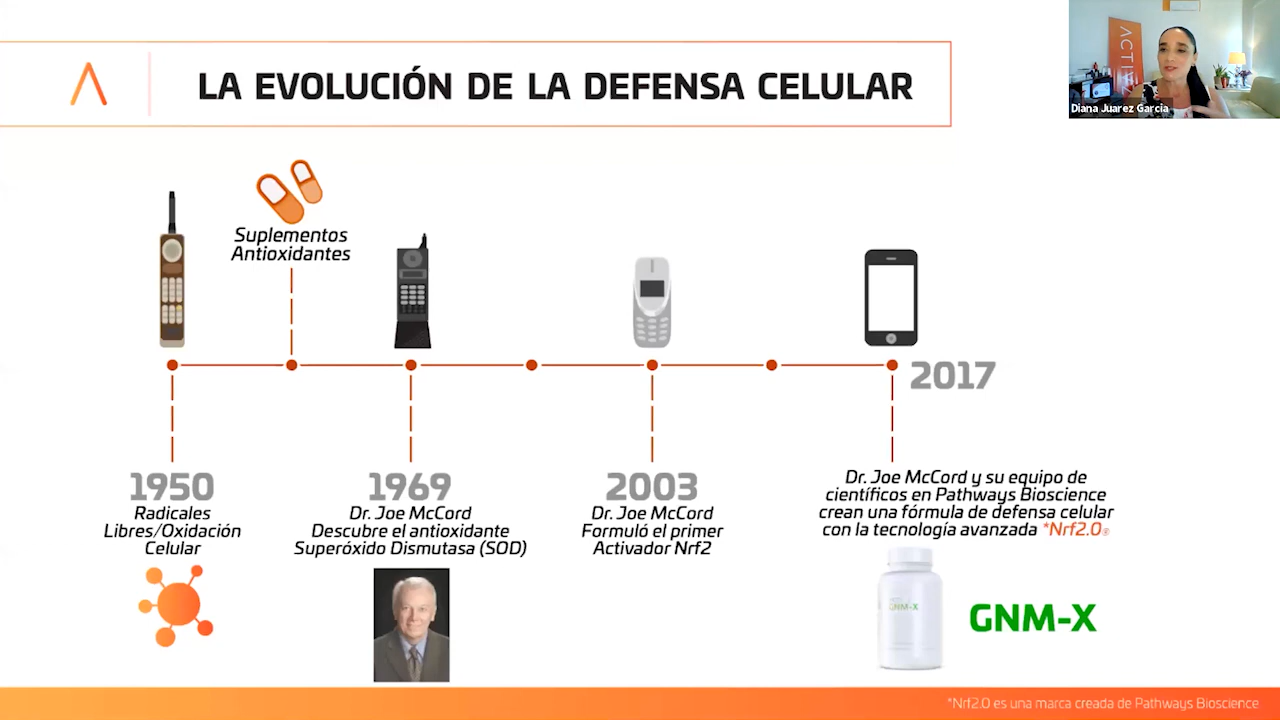 LA EVOLUCIÓN DE LA DEFENSA CELULAR
ACTIV
Diana Juarez Garcia
Suplementos
Antioxidantes
2017
1950
Radicales
Libres/Oxidación
Celular
1969
Dr. Joe McCord
Descubre el antioxidante
Superóxido Dismutasa (SOD)
2003
Dr. Joe McCord
Formuló el primer
Activador Nrf2
Dr. Joe McCord y su equipo de
científicos en Pathways Bioscience
crean una fórmula de defensa celular
con la tecnología avanzada *Nrf2.0®
GNM-X
GNM-X
*Nrf2.0 es una marca creada de Pathways Bioscience